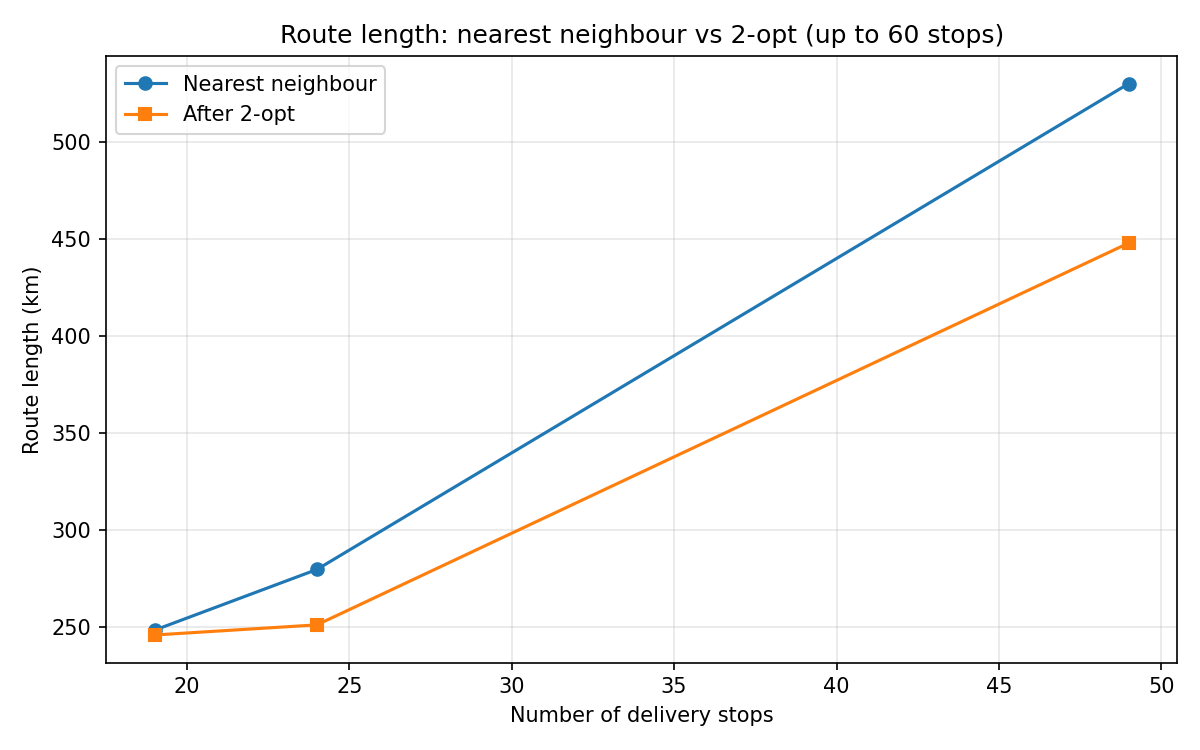 Route length: nearest neighbour vs 2-opt (up to 60 stops)
Nearest neighbour
After 2-opt
500
450
400
350
300
250
Route length (km)
20 25 30 35 40 45 50
Number of delivery stops